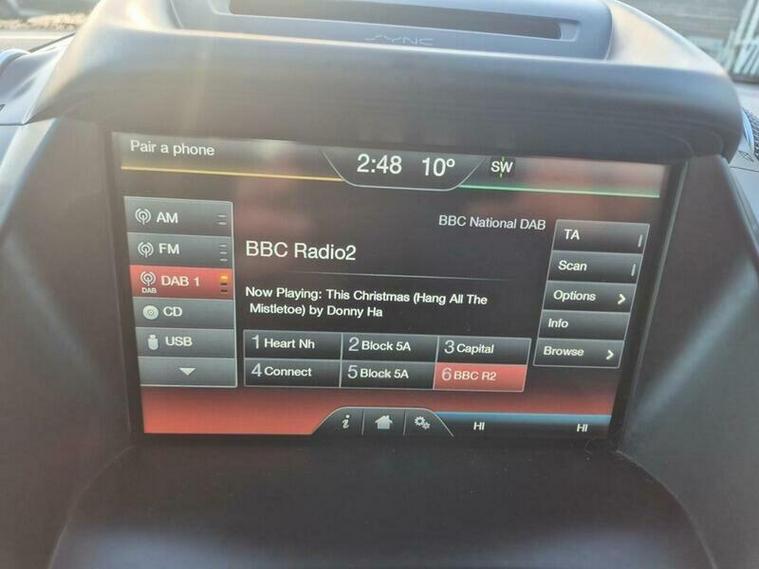 SYNC
Pair a phone
2:48 10° SW
AM
FM
DAB
DAB 1
CD
USB
BBC National DAB
BBC Radio2
Now Playing: This Christmas (Hang All The
Mistletoe) by Donny Ha
1 Heart Nh
2 Block 5A
3 Capital
4 Connect
5 Block 5A
6 BBC R2
TA
Scan
Options
Info
Browse
i
HI
HI